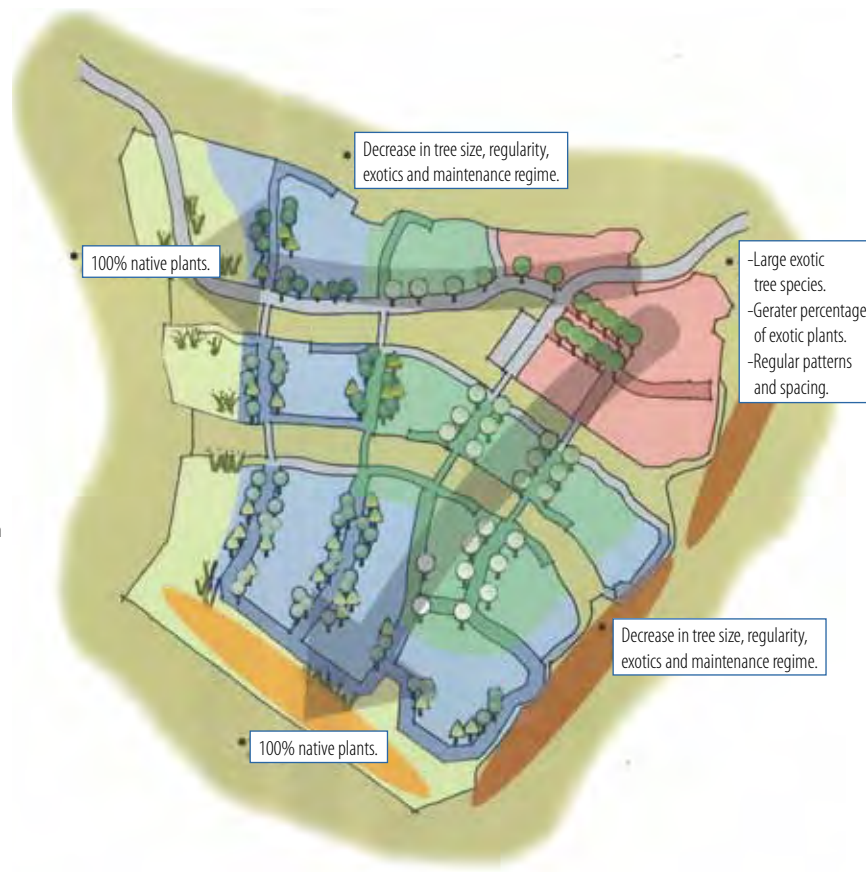 Decrease in tree size, regularity,
exotics and maintenance regime.
100% native plants.
-Large exotic
tree species.
-Gerater percentage
of exotic plants.
-Regular patterns
and spacing.
Decrease in tree size, regularity,
exotics and maintenance regime.
100% native plants.